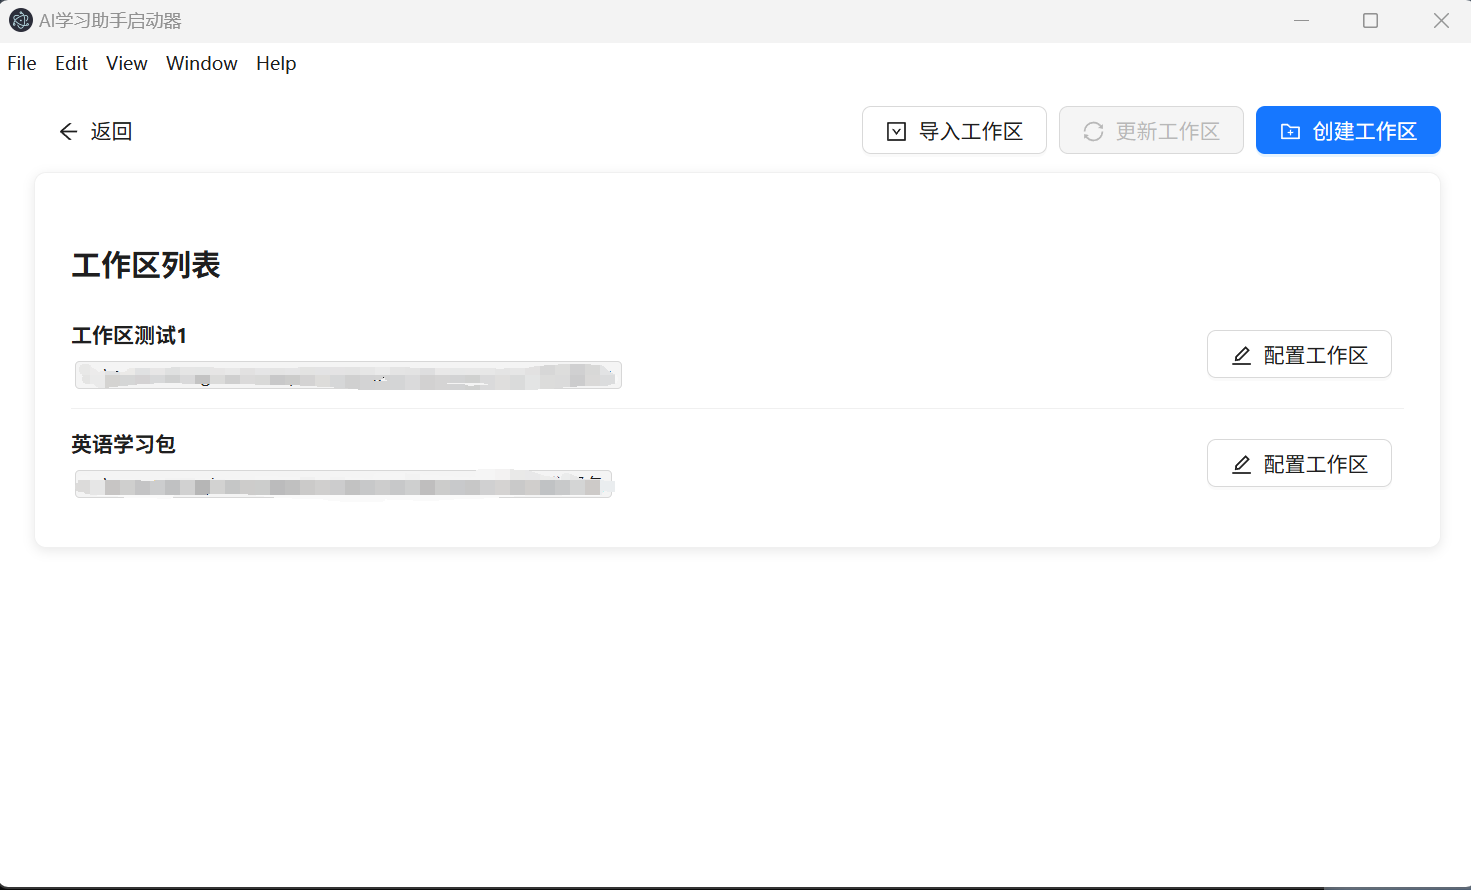 AI学习助手启动器
File Edit View Window Help
返回 导入工作区 更新工作区 创建工作区
工作区列表
工作区测试1
配置工作区
英语学习包
配置工作区